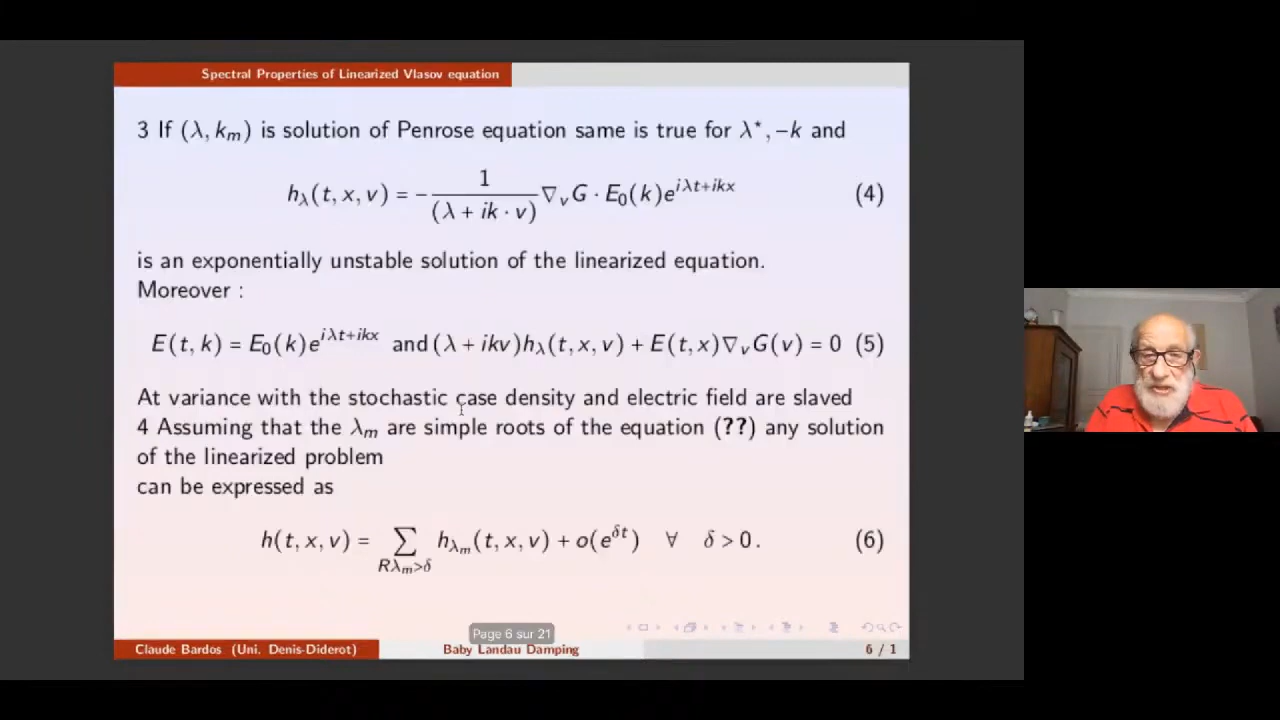 Spectral Properties of Linearized Vlasov equation
3 If (λ, k_m) is solution of Penrose equation same is true for λ*, −k and
h_λ(t, x, v) = − 1/(λ + ik · v) ∇_v G · E_0(k)e^{iλt+ikx} (4)
is an exponentially unstable solution of the linearized equation.
Moreover :
E(t, k) = E_0(k)e^{iλt+ikx} and (λ + ikv)h_λ(t, x, v) + E(t, x)∇_v G(v) = 0 (5)
At variance with the stochastic case density and electric field are slaved
4 Assuming that the λ_m are simple roots of the equation (??) any solution
of the linearized problem
can be expressed as
h(t, x, v) = ∑_{Rλ_m>δ} h_{λ_m}(t, x, v) + o(e^{δt}) ∀ δ > 0. (6)
Page 6 sur 21
Claude Bardos (Uni. Denis-Diderot) Baby Landau Damping 6 / 1